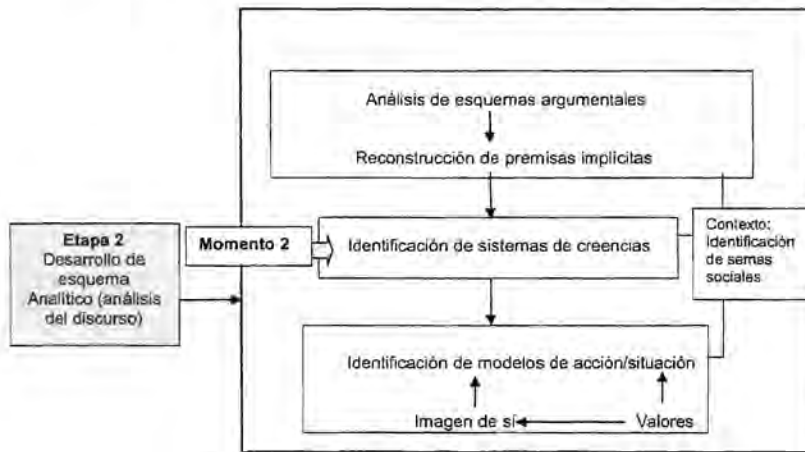 Análisis de esquemas argumentales
Reconstrucción de premisas implícitas
Etapa 2
Desarrollo de
esquema
Analítico (análisis
del discurso)
Momento 2
Identificación de sistemas de creencias
Contexto:
Identificación
de semas
sociales
Identificación de modelos de acción/situación
Imagen de sí
Valores